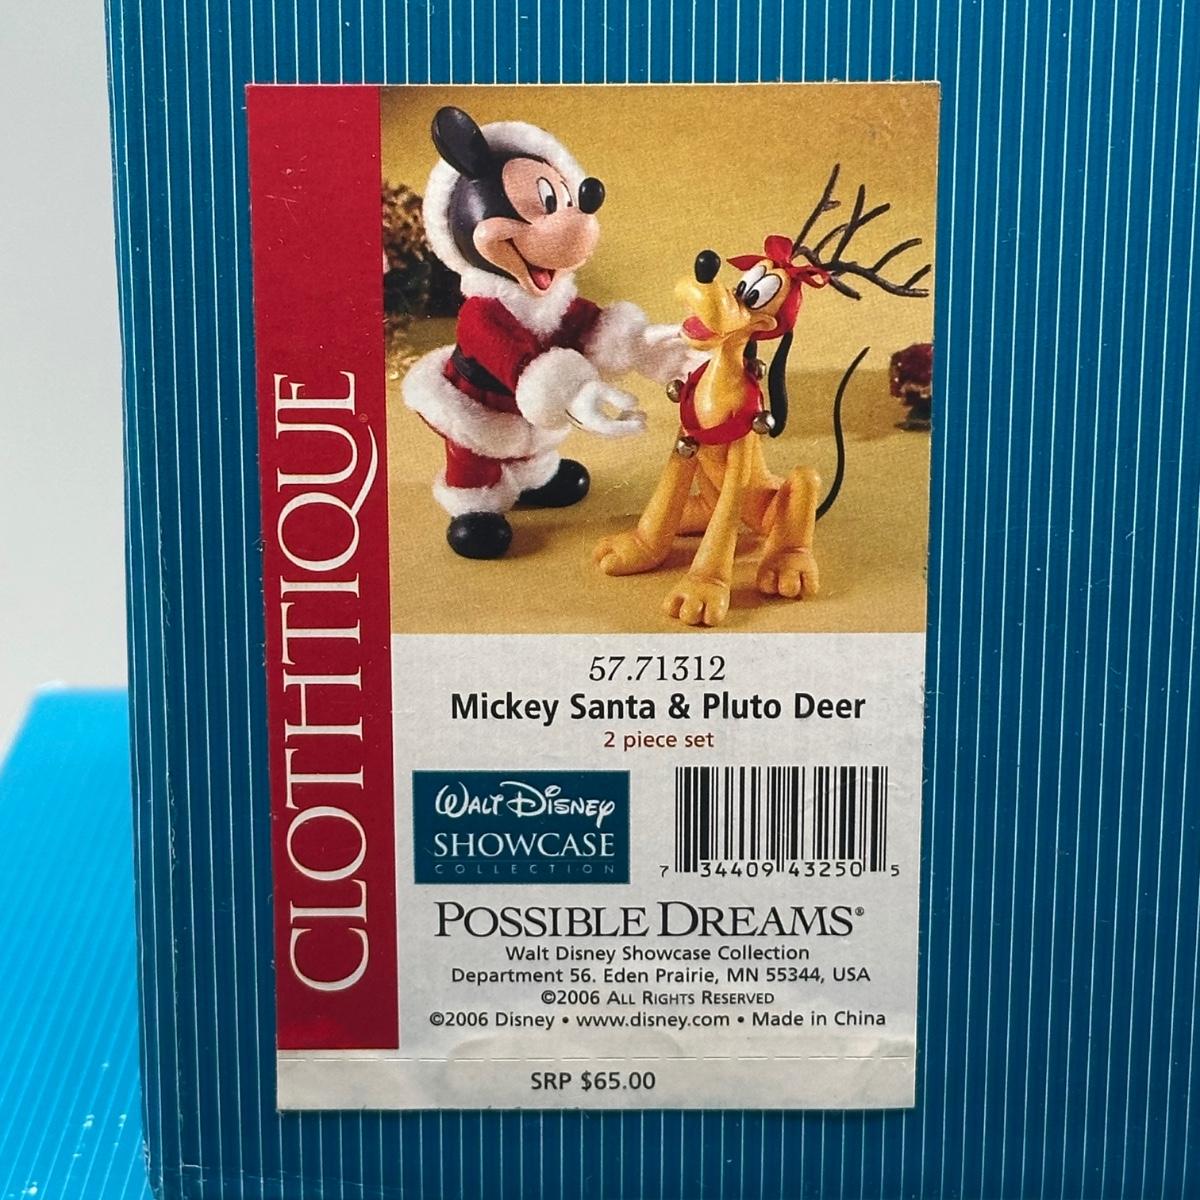 CLOTHTIQUE®
57.71312
Mickey Santa & Pluto Deer
2 piece set
WALT DISNEY
SHOWCASE
COLLECTION
7 34409 43250 5
POSSIBLE DREAMS®
Walt Disney Showcase Collection
Department 56. Eden Prairie, MN 55344, USA
©2006 ALL RIGHTS RESERVED
©2006 Disney • www.disney.com • Made in China
SRP $65.00